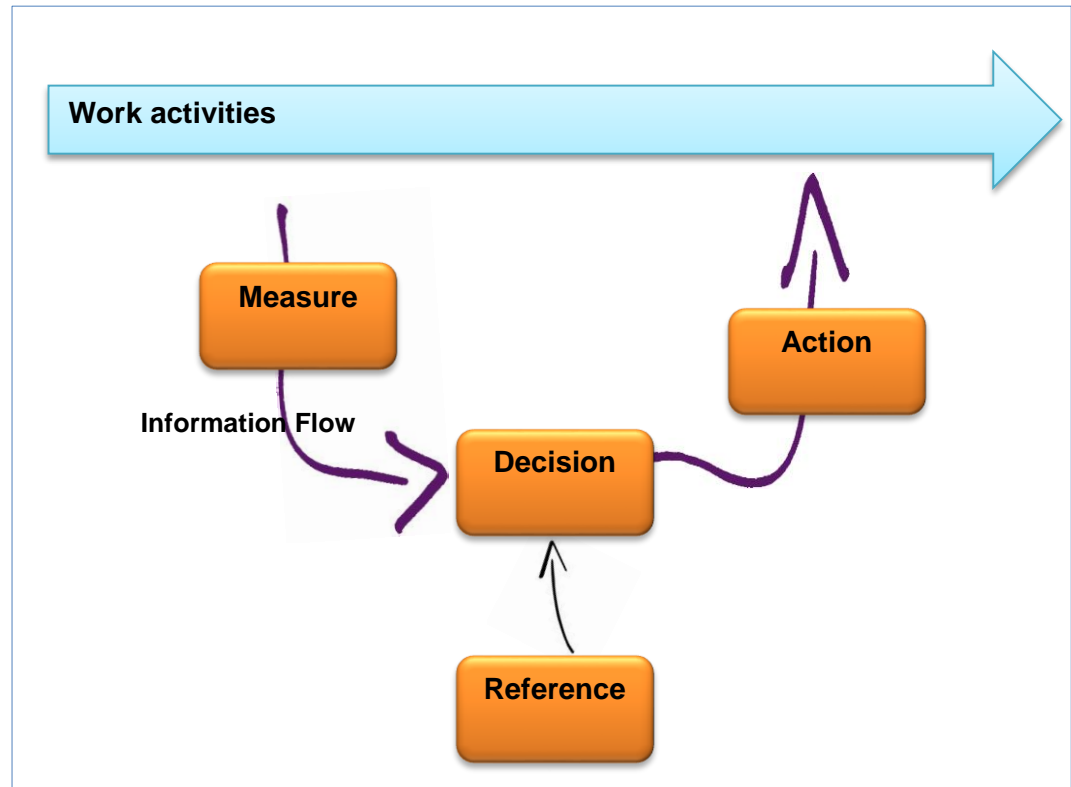 Work activities
Measure
Action
Information Flow
Decision
Reference